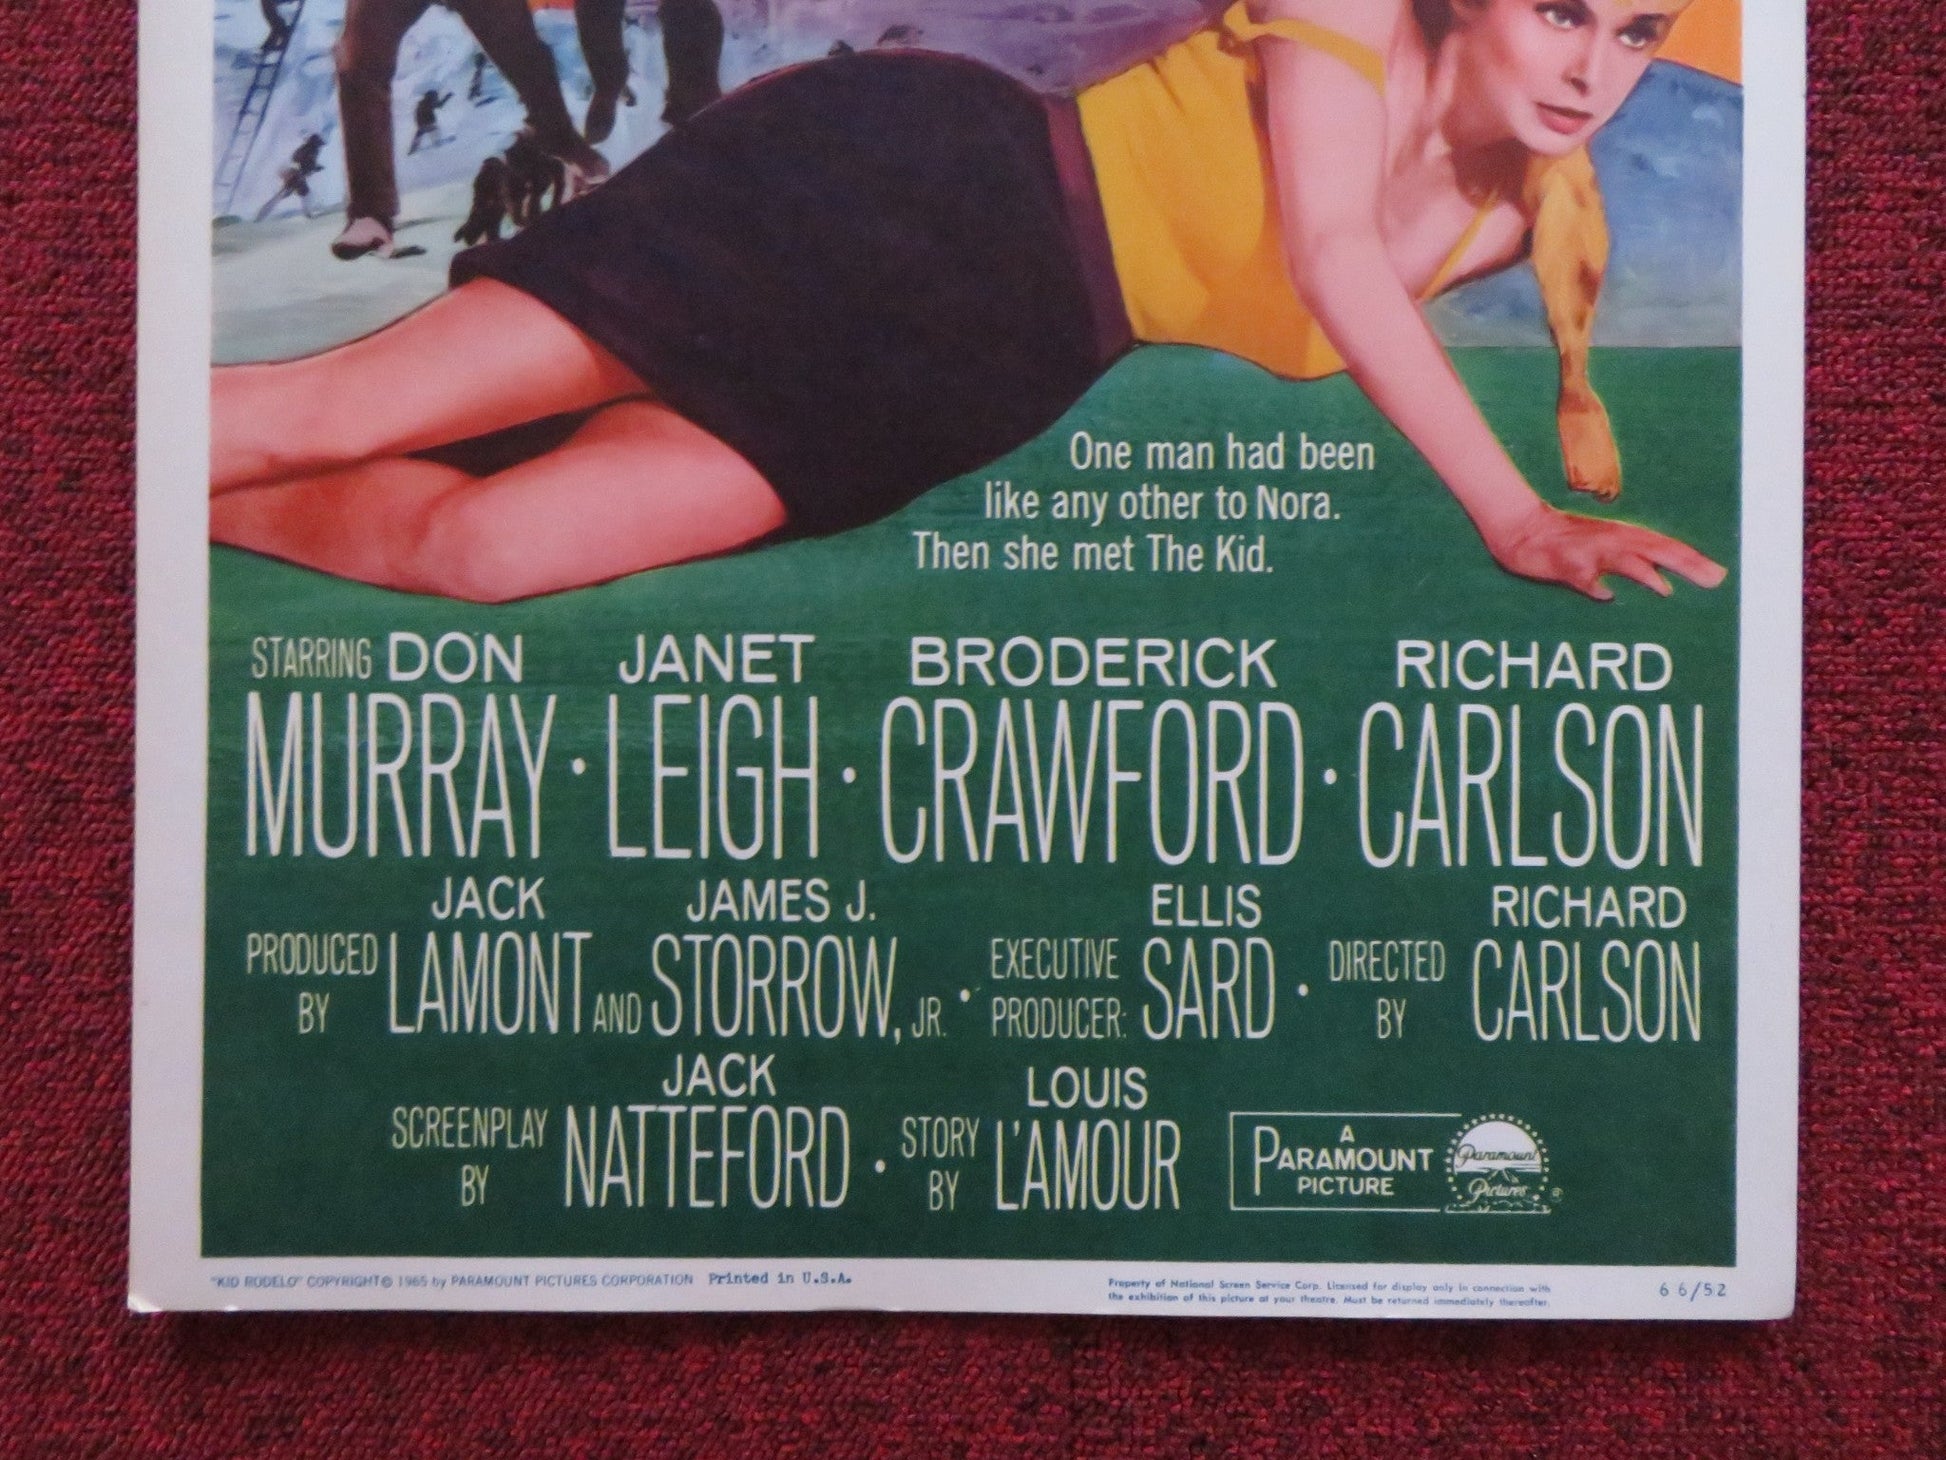 One man had been
like any other to Nora.
Then she met The Kid.
STARRING DON MURRAY · JANET LEIGH · BRODERICK CRAWFORD · RICHARD CARLSON
PRODUCED BY JACK LAMONT AND JAMES J. STORROW, JR. · EXECUTIVE PRODUCER: ELLIS SARD · DIRECTED BY RICHARD CARLSON
SCREENPLAY BY JACK NATTEFORD · STORY BY LOUIS L'AMOUR
A
PARAMOUNT
PICTURE
Paramount
Pictures
®
"KID RODELO" COPYRIGHT © 1965 by PARAMOUNT PICTURES CORPORATION Printed in U.S.A.
Property of National Screen Service Corp. Licensed for display only in connection with
the exhibition of this picture at your theatre. Must be returned immediately thereafter.
66/52